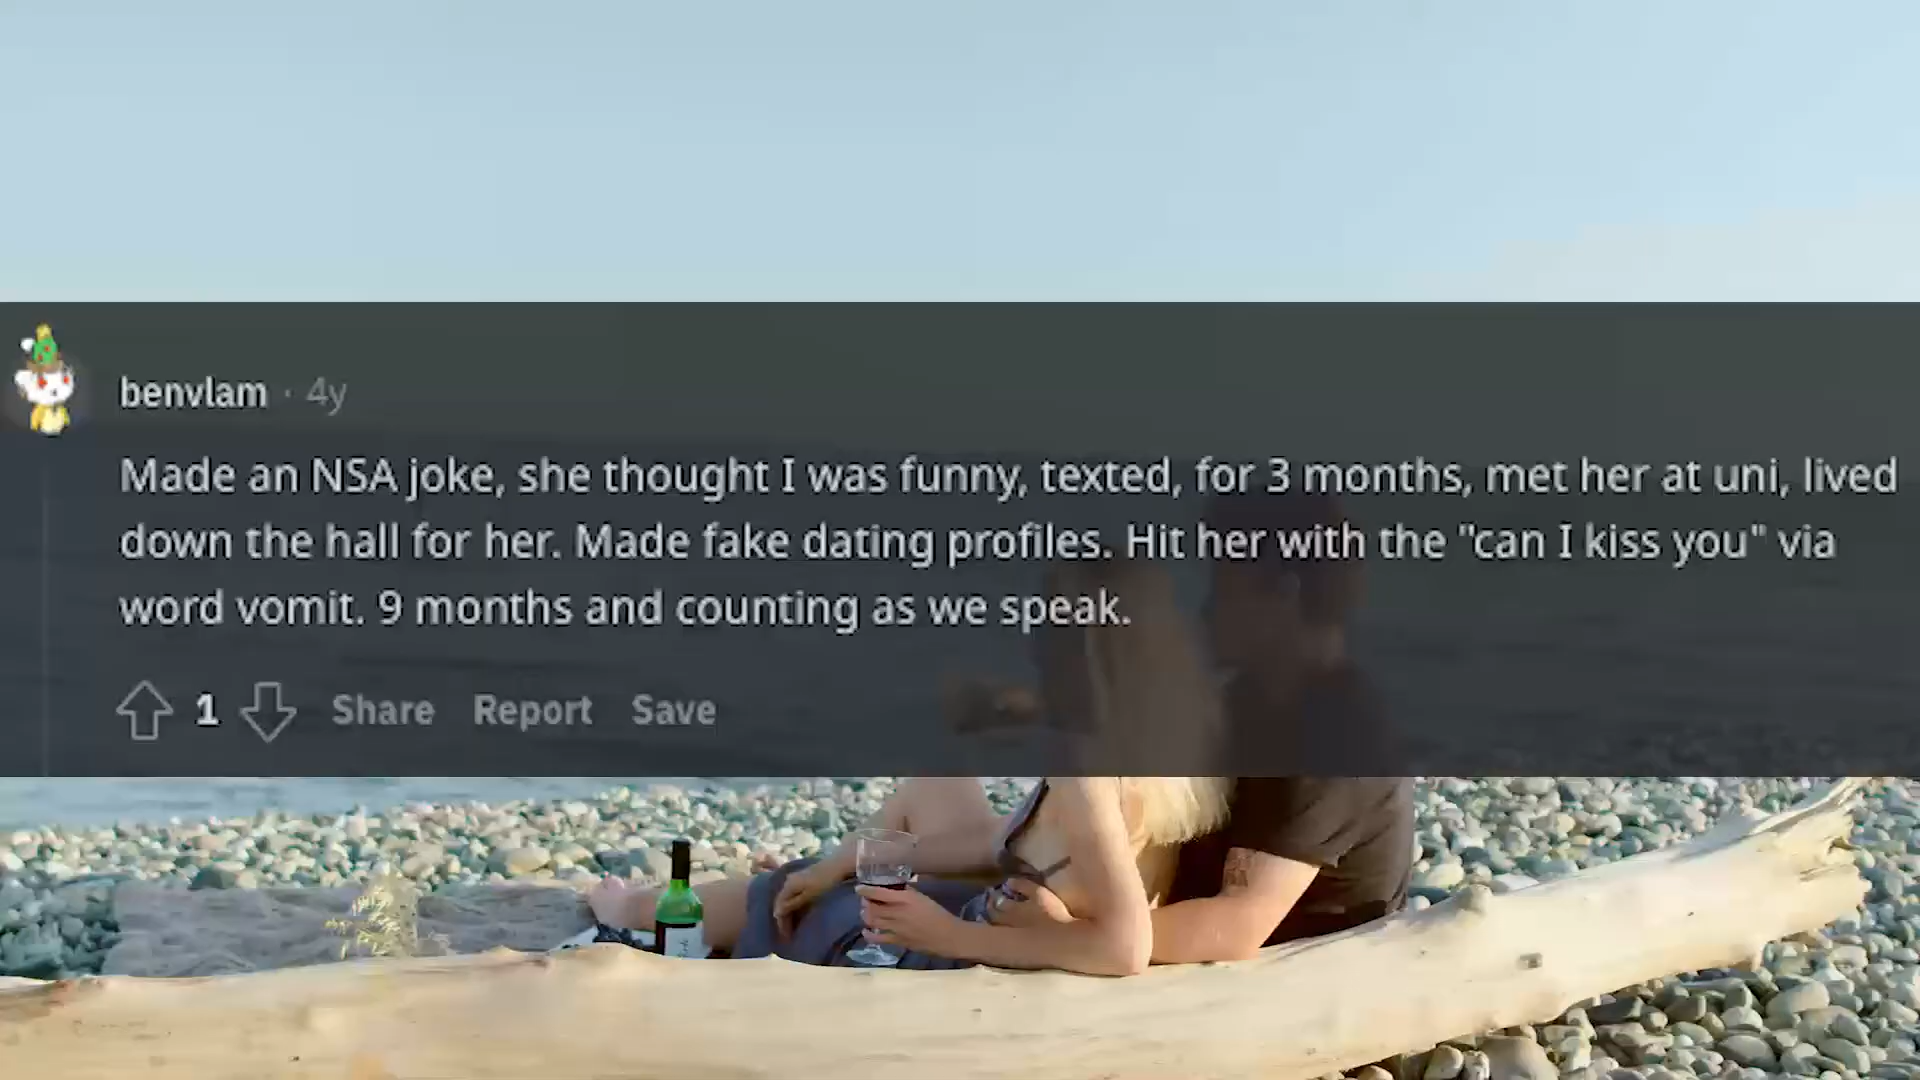 benvlam · 4y
Made an NSA joke, she thought I was funny, texted, for 3 months, met her at uni, lived
down the hall for her. Made fake dating profiles. Hit her with the "can I kiss you" via
word vomit. 9 months and counting as we speak.
1 Share Report Save